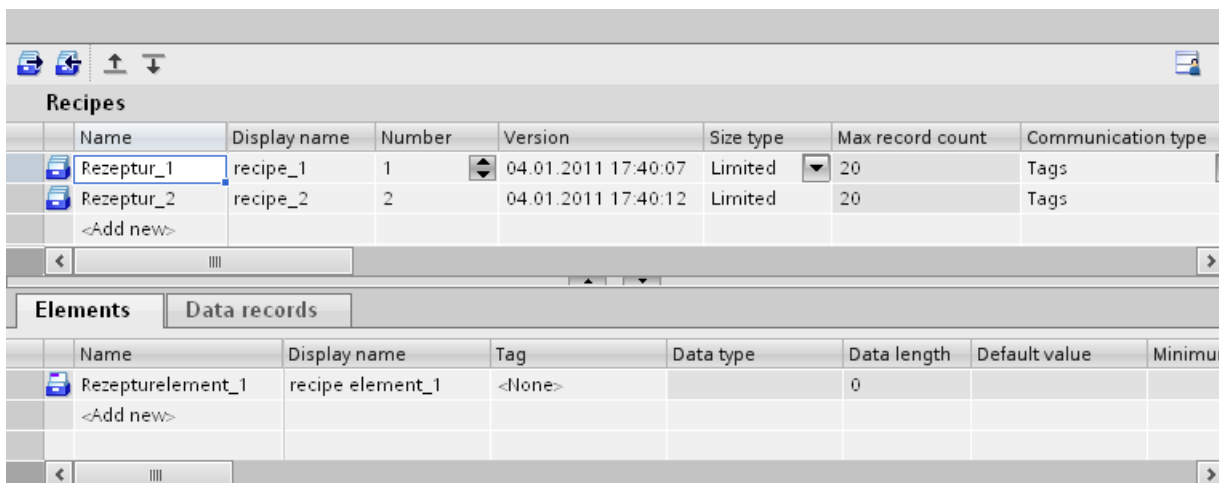 Recipes
Name Display name Number Version Size type Max record count Communication type
Rezeptur_1 recipe_1 1 04.01.2011 17:40:07 Limited 20 Tags
Rezeptur_2 recipe_2 2 04.01.2011 17:40:12 Limited 20 Tags
<Add new>
Elements Data records
Name Display name Tag Data type Data length Default value Minimu
Rezepturelement_1 recipe element_1 <None> 0
<Add new>